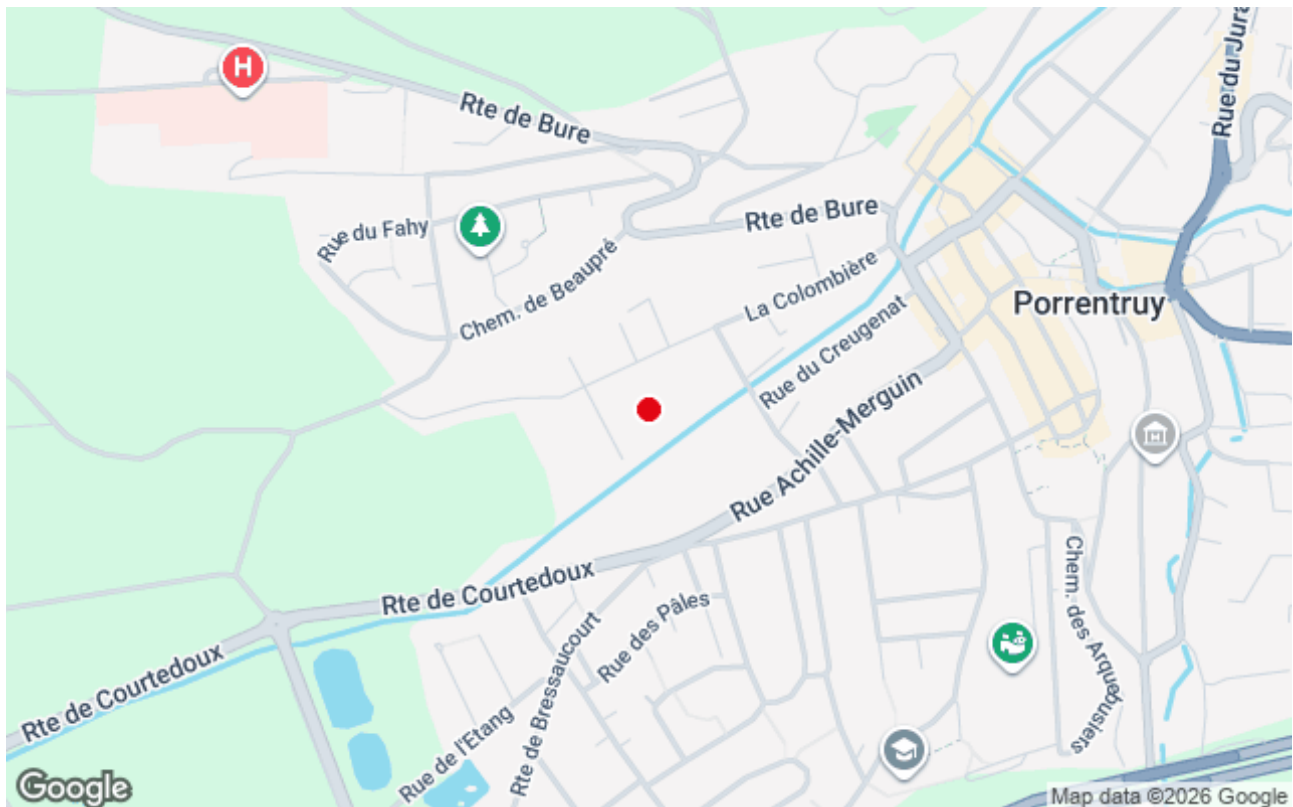 Rue du Jura
H
Rte de Bure
Rte de Bure
Rue du Fahy
Chem. de Beaupré
La Colombière
Porrentruy
Rue du Creugenat
Rue Achille-Merguin
Rte de Courtedoux
Chem. des Arquebusiers
Rue des Pâles
Rte de Bressaucourt
Rte de Courtedoux
Rue de l'Etang
Google
Map data ©2026 Google